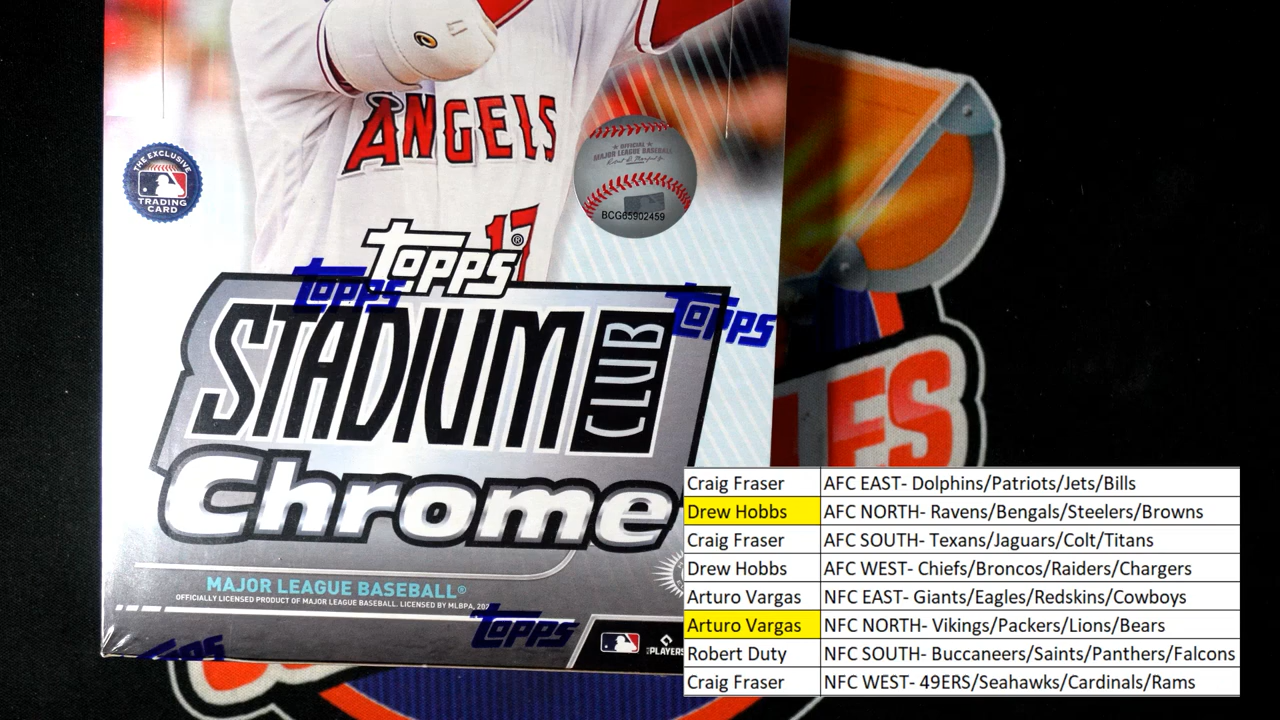 ANGELS
THE EXCLUSIVE
TRADING
CARD
OFFICIAL
MAJOR LEAGUE BASEBALL
BCG65902459
17
Topps®
Topps
Topps
STADIUM
CLUB
Chrome
MAJOR LEAGUE BASEBALL®
OFFICIALLY LICENSED PRODUCT OF MAJOR LEAGUE BASEBALL. LICENSED BY MLBPA,
Topps
PLAYERS
Craig Fraser AFC EAST- Dolphins/Patriots/Jets/Bills
Drew Hobbs AFC NORTH- Ravens/Bengals/Steelers/Browns
Craig Fraser AFC SOUTH- Texans/Jaguars/Colt/Titans
Drew Hobbs AFC WEST- Chiefs/Broncos/Raiders/Chargers
Arturo Vargas NFC EAST- Giants/Eagles/Redskins/Cowboys
Arturo Vargas NFC NORTH- Vikings/Packers/Lions/Bears
Robert Duty NFC SOUTH- Buccaneers/Saints/Panthers/Falcons
Craig Fraser NFC WEST- 49ERS/Seahawks/Cardinals/Rams